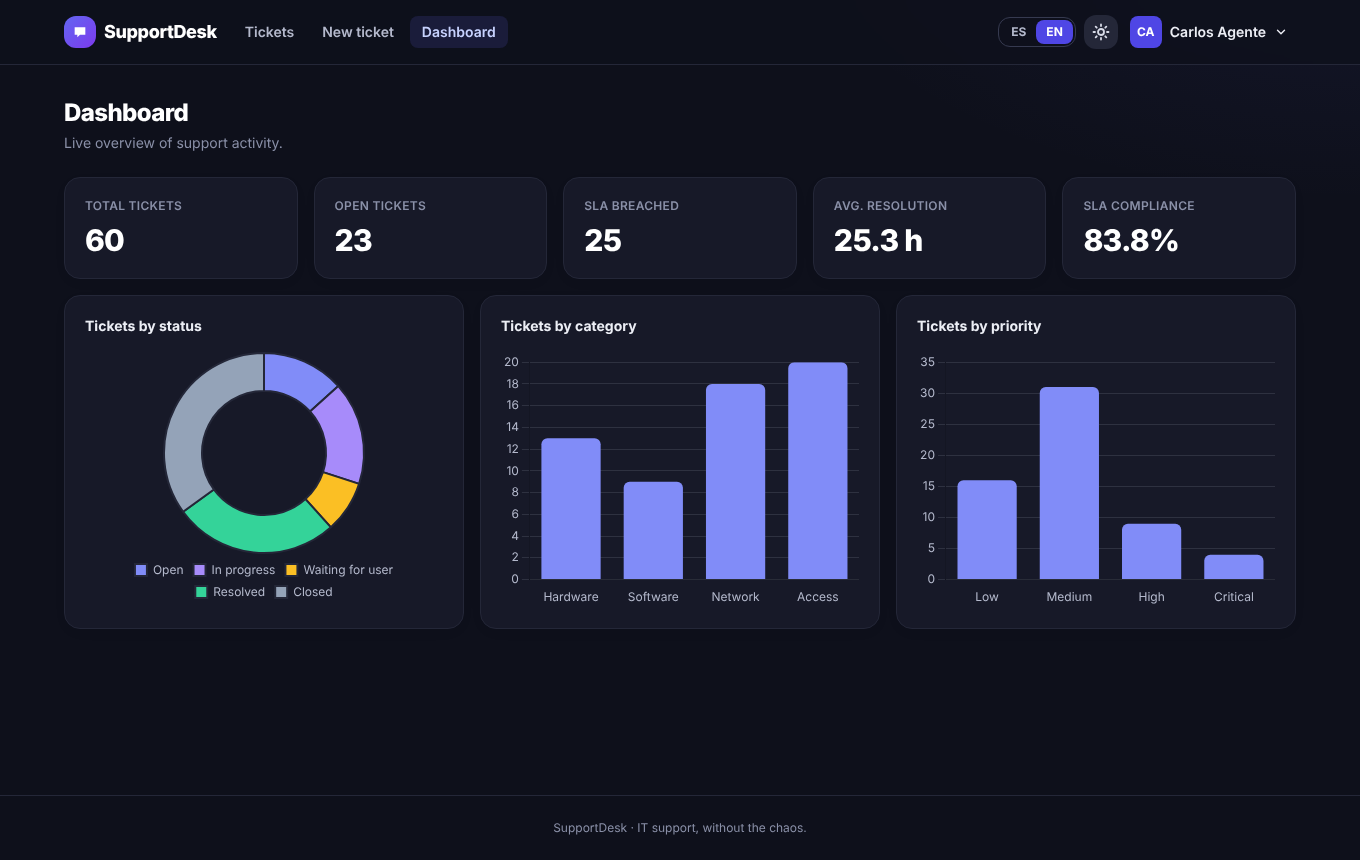 SupportDesk Tickets New ticket Dashboard ES EN CA Carlos Agente
Dashboard
Live overview of support activity.
TOTAL TICKETS
60
OPEN TICKETS
23
SLA BREACHED
25
AVG. RESOLUTION
25.3 h
SLA COMPLIANCE
83.8%
Tickets by status
Open In progress Waiting for user
Resolved Closed
Tickets by category
20
18
16
14
12
10
8
6
4
2
0
Hardware Software Network Access
Tickets by priority
35
30
25
20
15
10
5
0
Low Medium High Critical
SupportDesk · IT support, without the chaos.